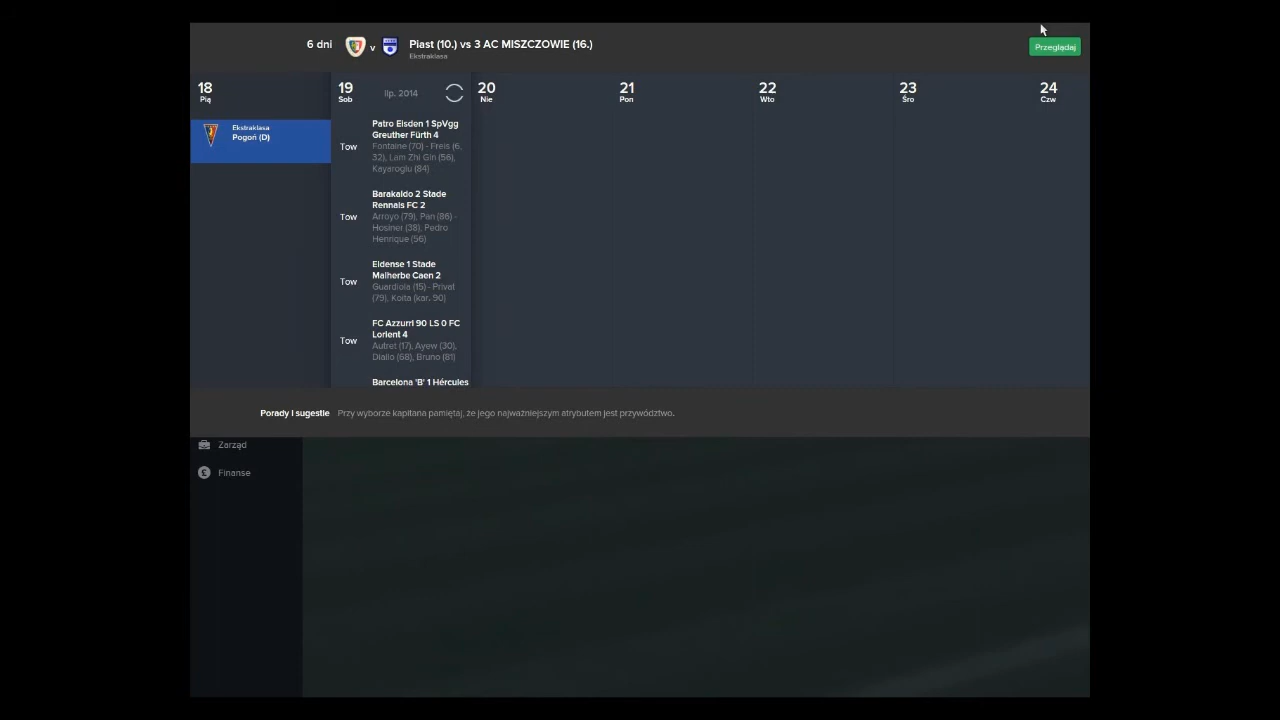 6 dni v Piast (10.) vs 3 AC MISZCZOWIE (16.)
Ekstraklasa
Przeglądaj
18
Pią
19
Sob
lip. 2014
20
Nie
21
Pon
22
Wto
23
Śro
24
Czw
Ekstraklasa
Pogoń (D)
Tow
Patro Eisden 1 SpVgg
Greuther Fürth 4
Fontaine (70) - Freis (6,
32), Lam Zhi Gin (56),
Kayaroglu (84)
Tow
Barakaldo 2 Stade
Rennais FC 2
Arroyo (79), Pan (86) -
Hosiner (38), Pedro
Henrique (56)
Tow
Eldense 1 Stade
Malherbe Caen 2
Guardiola (15) - Privat
(79), Koita (kar. 90)
Tow
FC Azzurri 90 LS 0 FC
Lorient 4
Autret (17), Ayew (30),
Diallo (68), Bruno (81)
Barcelona 'B' 1 Hércules
Porady i sugestie Przy wyborze kapitana pamiętaj, że jego najważniejszym atrybutem jest przywództwo.
Zarząd
£ Finanse